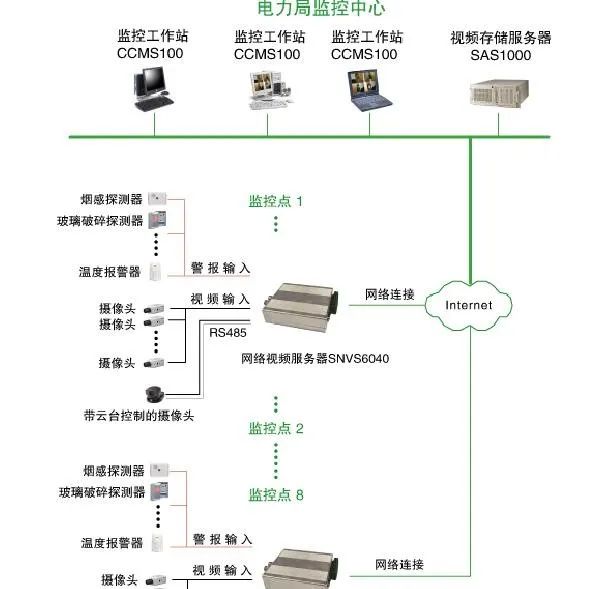 电力局监控中心
监控工作站
CCMS100
监控工作站
CCMS100
监控工作站
CCMS100
视频存储服务器
SAS1000
烟感探测器
玻璃破碎探测器
温度报警器
警报输入
监控点 1
摄像头
摄像头
摄像头
视频输入
RS485
带云台控制的摄像头
网络视频服务器SNVS6040
网络连接
Internet
监控点 2
监控点 8
烟感探测器
玻璃破碎探测器
温度报警器
警报输入
摄像头
视频输入
网络连接